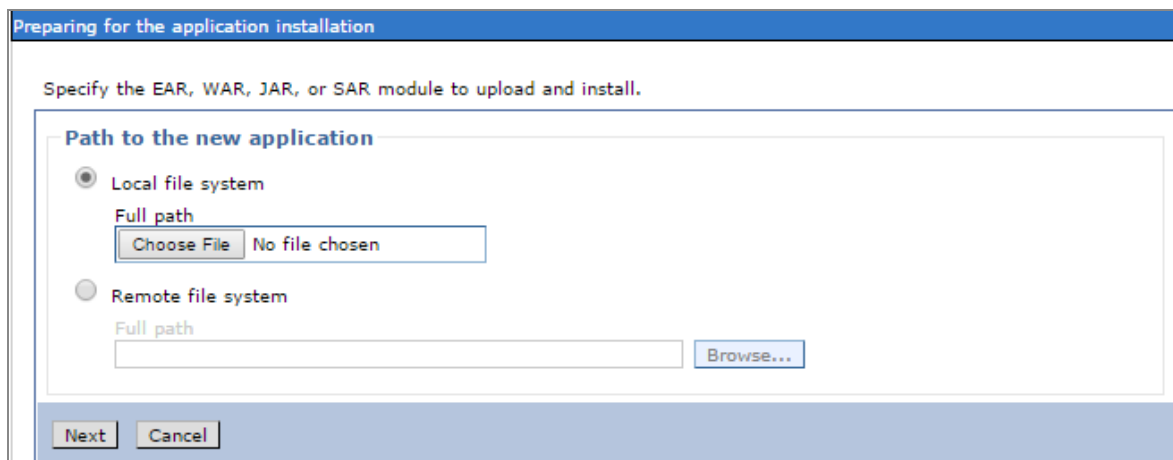 Preparing for the application installation
Specify the EAR, WAR, JAR, or SAR module to upload and install.
Path to the new application
Local file system
Full path
Choose File No file chosen
Remote file system
Full path
Browse...
Next Cancel